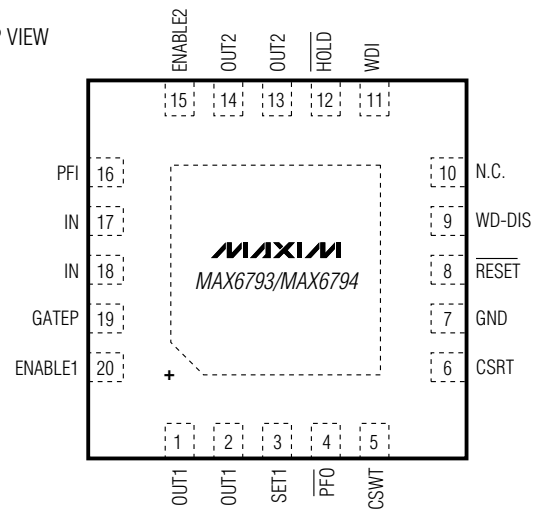 P VIEW
ENABLE2
OUT2
OUT2
HOLD
WDI
15
14
13
12
11
PFI 16
10 N.C.
IN 17
9 WD-DIS
MAXIM
IN 18
MAX6793/MAX6794
8 RESET
GATEP 19
7 GND
ENABLE1 20
+
6 CSRT
1
2
3
4
5
OUT1
OUT1
SET1
PFO
CSWT